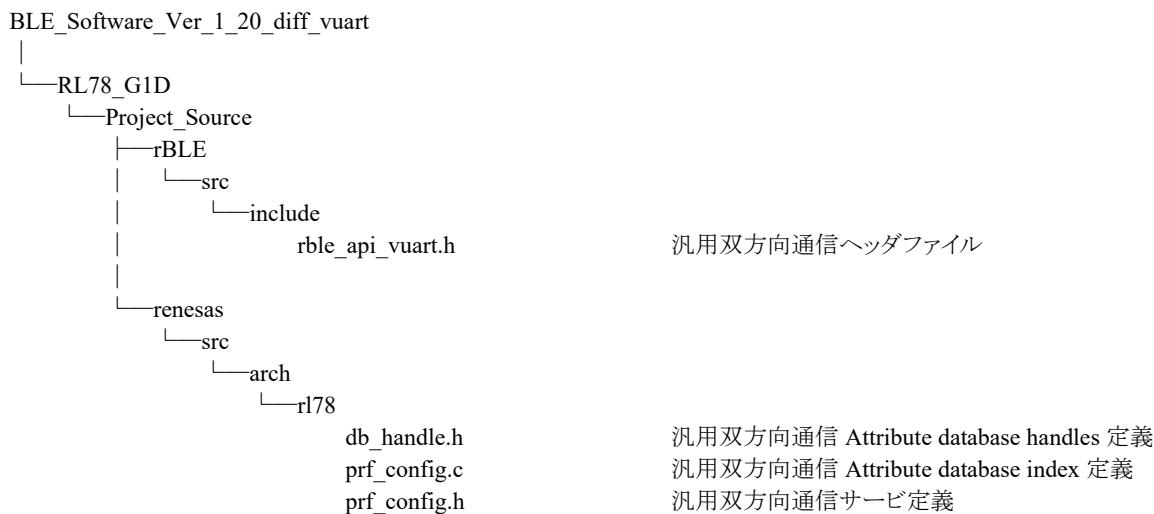 BLE_Software_Ver_1_20_diff_vuart
│
└──RL78_G1D
└──Project_Source
├──rBLE
│ └──src
│ └──include
│ rble_api_vuart.h 汎用双方向通信ヘッダファイル
│
└──renesas
└──src
└──arch
└──rl78
db_handle.h 汎用双方向通信 Attribute database handles 定義
prf_config.c 汎用双方向通信 Attribute database index 定義
prf_config.h 汎用双方向通信サービ定義